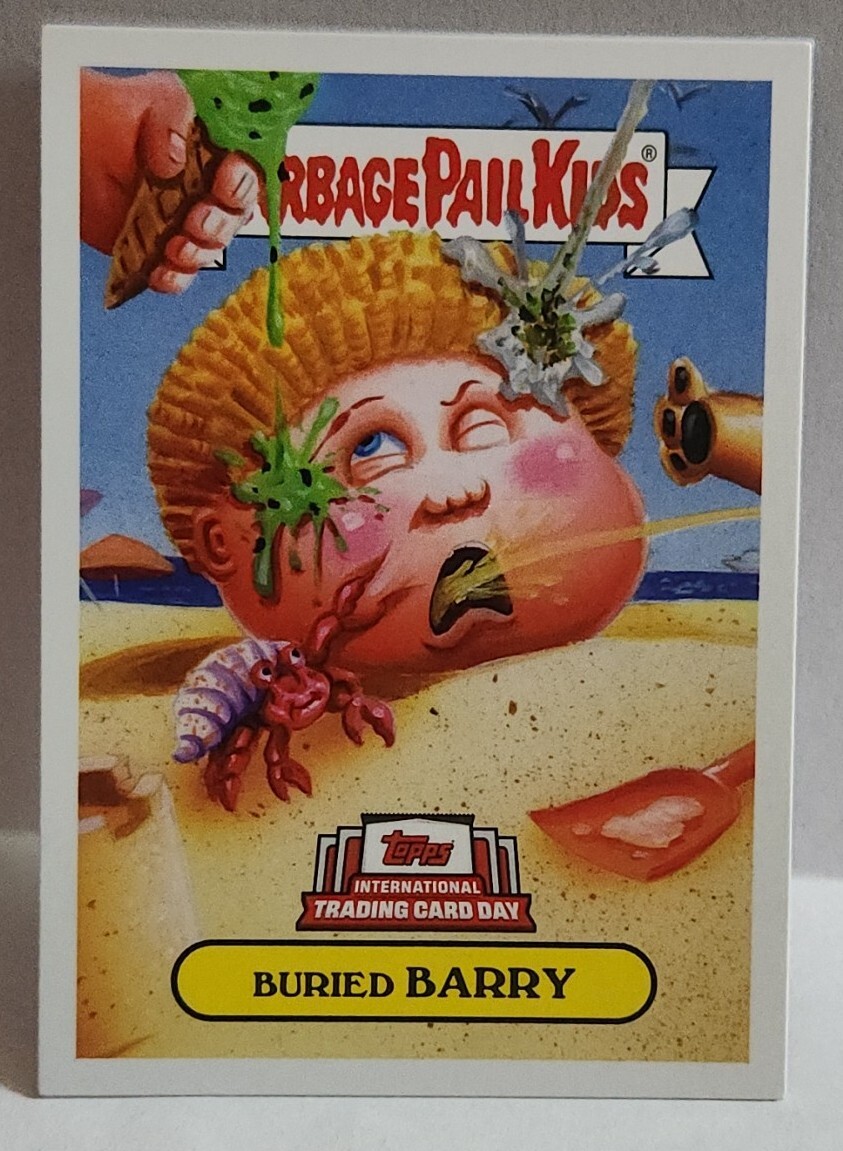 RBAGE PAIL KIDS®
topps
INTERNATIONAL
TRADING CARD DAY
BURIED BARRY